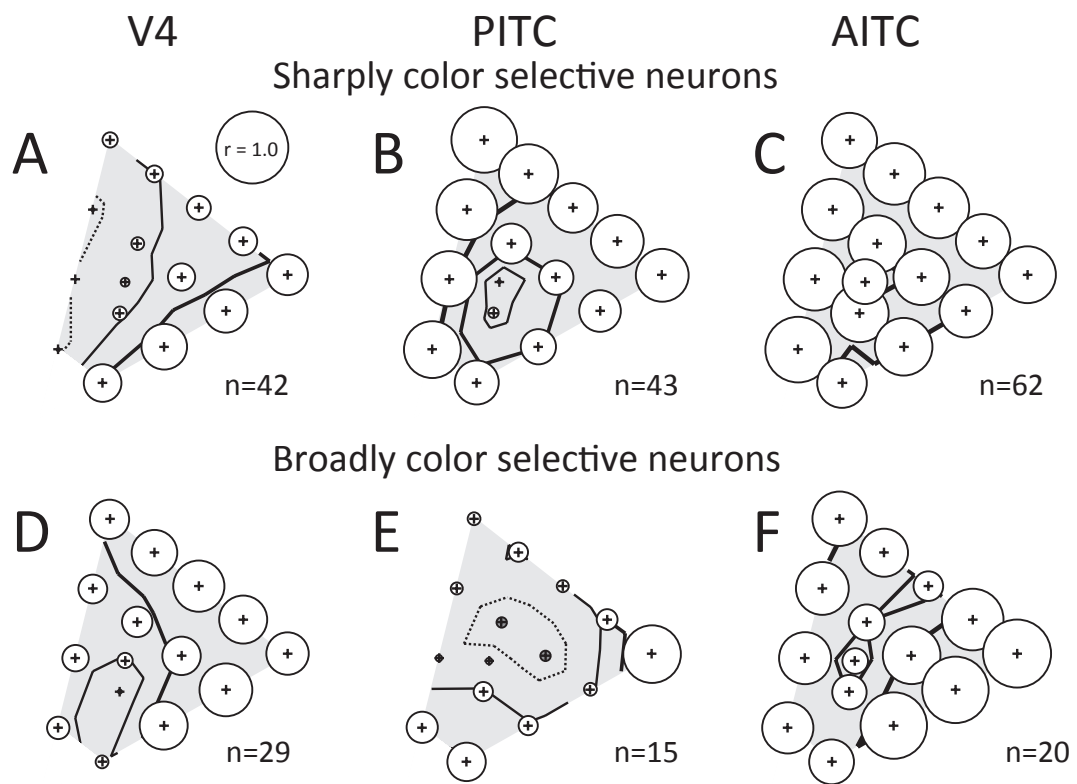 V4 PITC AITC
Sharply color selective neurons
A r = 1.0 B C
n=42 n=43 n=62
Broadly color selective neurons
D E F
n=29 n=15 n=20